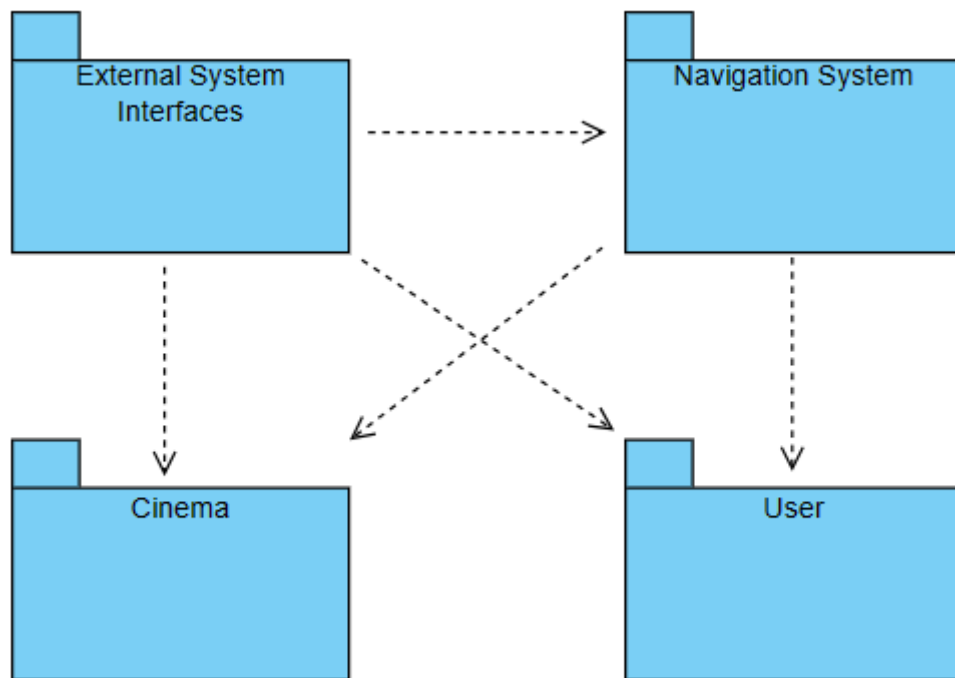 External System
Interfaces
Navigation System
Cinema
User